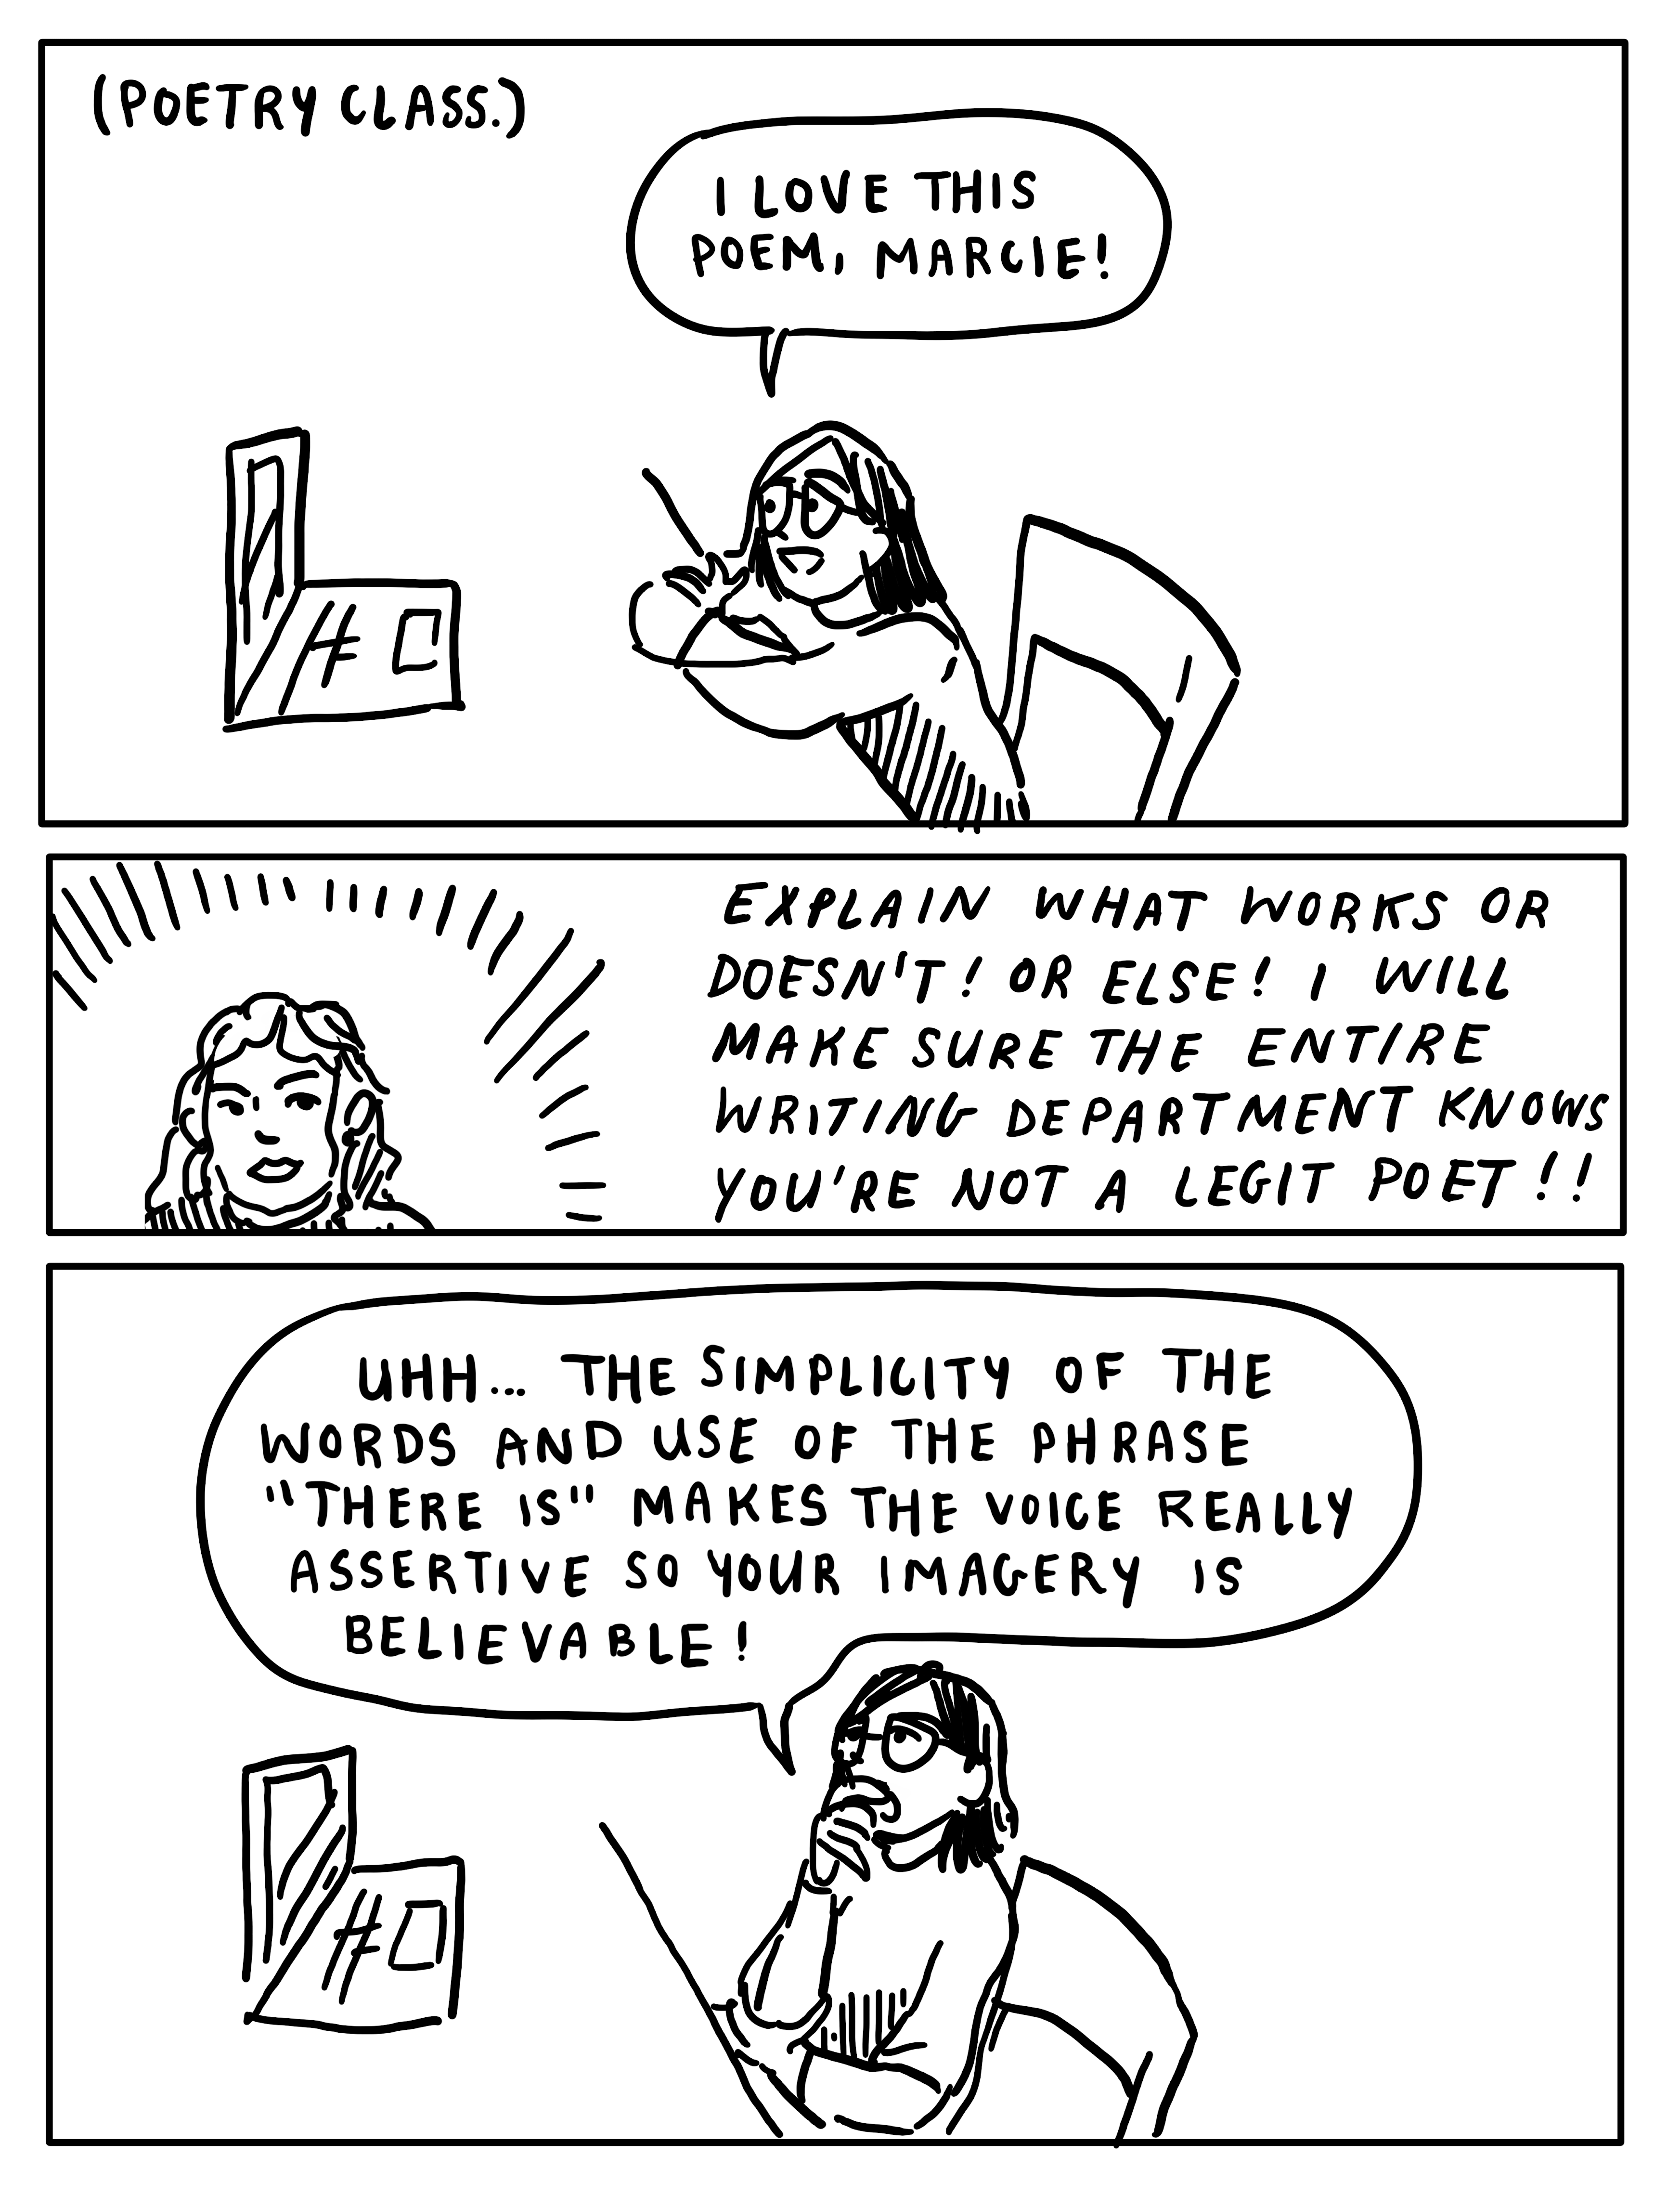 (POETRY CLASS.)
I LOVE THIS
POEM, MARCIE!
EXPLAIN WHAT WORKS OR
DOESN'T! OR ELSE! I WILL
MAKE SURE THE ENTIRE
WRITING DEPARTMENT KNOWS
YOU'RE NOT A LEGIT POET!!
UHH... THE SIMPLICITY OF THE
WORDS AND USE OF THE PHRASE
"THERE IS" MAKES THE VOICE REALLY
ASSERTIVE SO YOUR IMAGERY IS
BELIEVABLE!